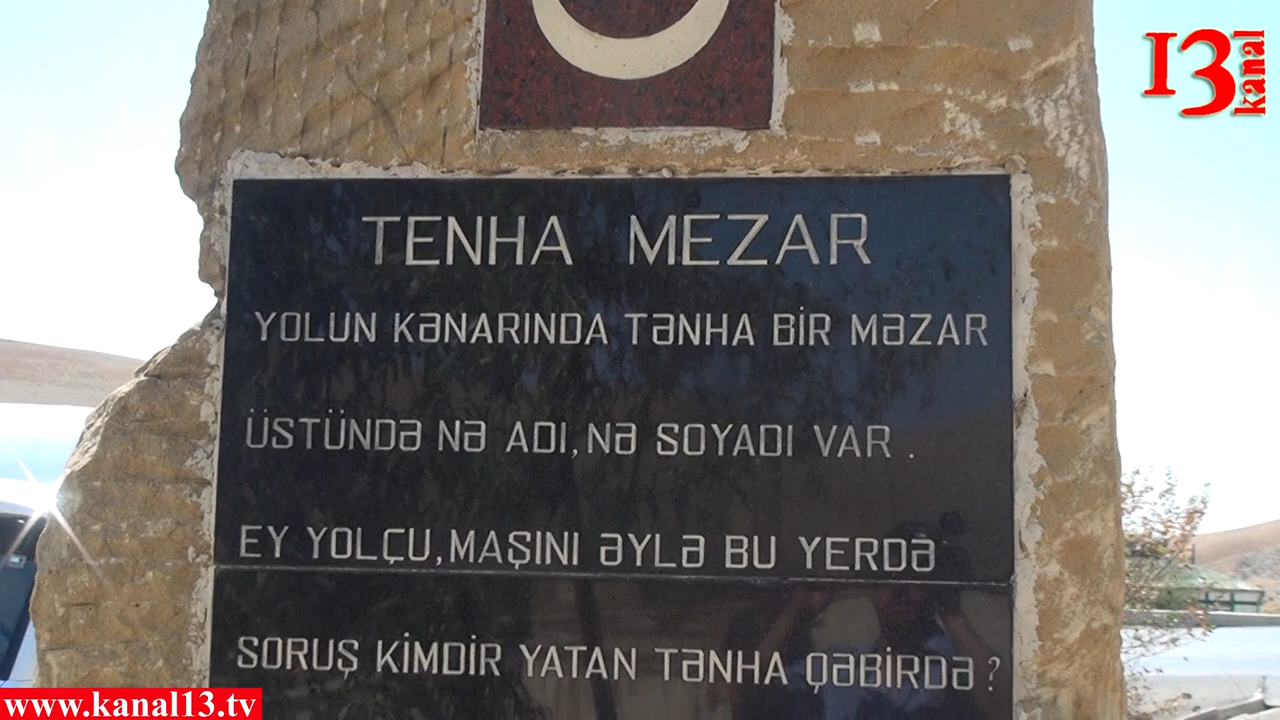 13 kanal
TENHA MEZAR
YOLUN KƏNARINDA TƏNHA BİR MƏZAR
ÜSTÜNDƏ NƏ ADI, NƏ SOYADI VAR .
EY YOLÇU, MAŞINI ƏYLƏ BU YERDƏ
SORUŞ KİMDİR YATAN TƏNHA QƏBİRDƏ ?
www.kanal13.tv